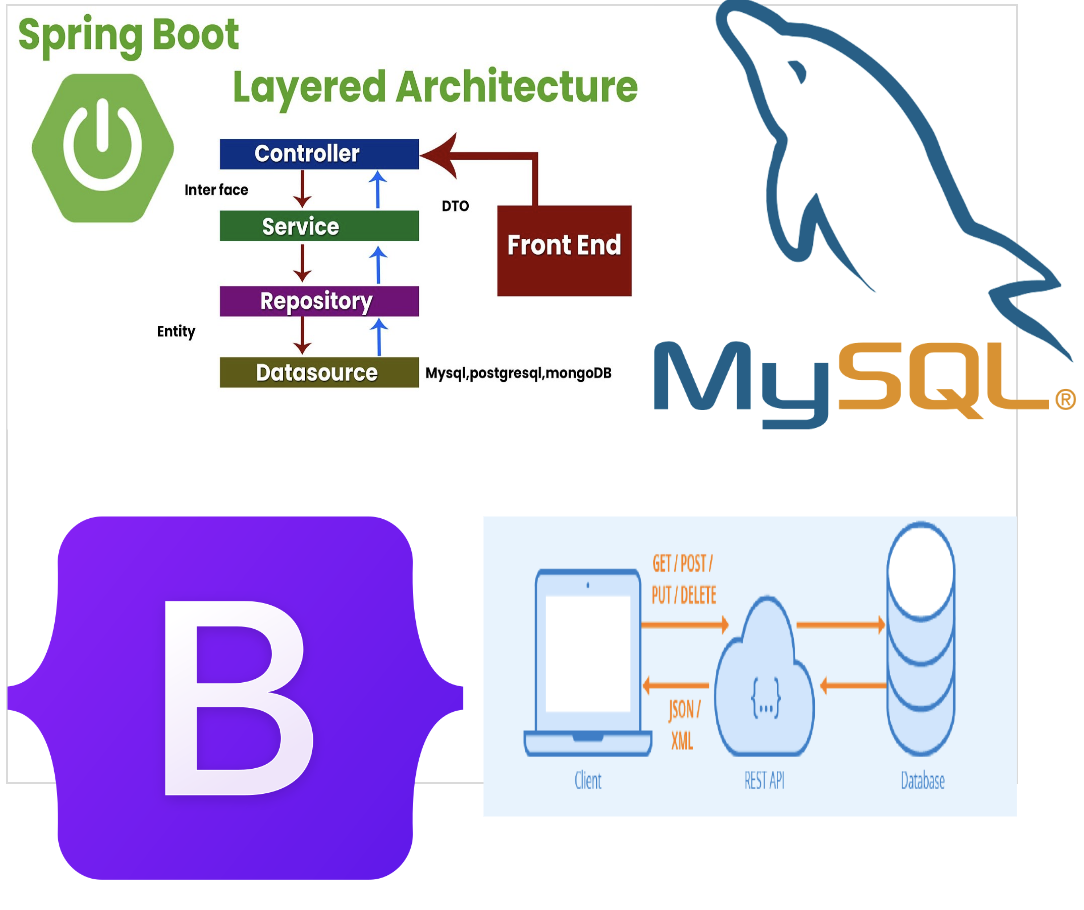 Spring Boot
Layered Architecture
Controller
Inter face
DTO
Service
Front End
Repository
Entity
Datasource
Mysql,postgresql,mongoDB
MySQL®
B
GET / POST /
PUT / DELETE
{...}
JSON /
XML
Client
REST API
Database